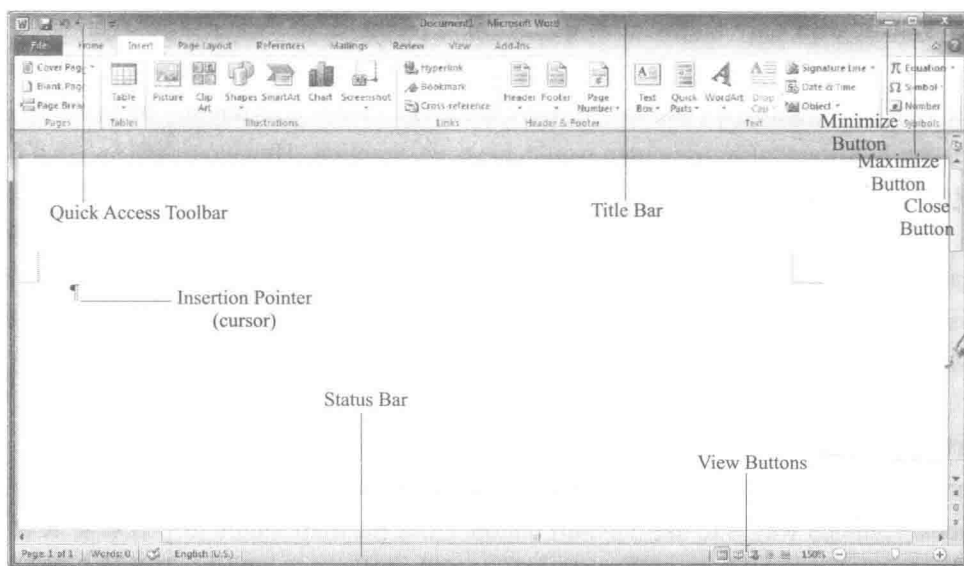 Document1 - Microsoft Word
File Home Insert Page Layout References Mailings Review View Add-Ins
Cover Page
Blank Page
Page Break
Pages
Table
Tables
Picture
Clip
Art
Shapes
SmartArt
Chart
Screenshot
Illustrations
Hyperlink
Bookmark
Cross-reference
Links
Header
Footer
Page
Number
Header & Footer
Text
Box
Quick
Parts
WordArt
Drop
Cap
Signature Line
Date & Time
Object
Text
π Equation
Ω Symbol
Number
Symbols
Minimize
Button
Maximize
Button
Close
Button
Quick Access Toolbar
Title Bar
¶
Insertion Pointer
(cursor)
Status Bar
View Buttons
Page: 1 of 1 Words: 0 English (U.S.) 150%